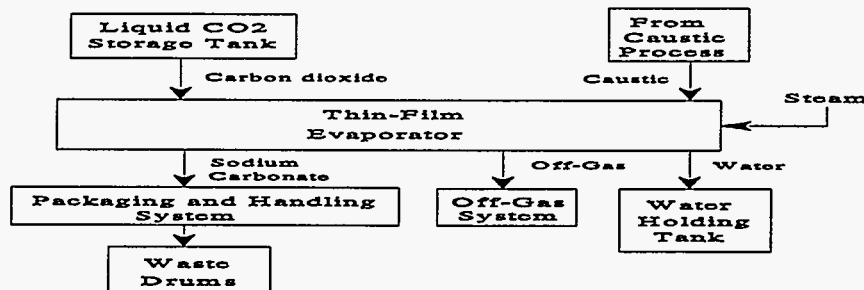 Liquid CO2
Storage Tank
From
Caustic
Process
Carbon dioxide
Caustic
Steam
Thin-Film
Evaporator
Sodium
Carbonate
Off-Gas
Water
Packaging and Handling
System
Off-Gas
System
Water
Holding
Tank
Waste
Drums